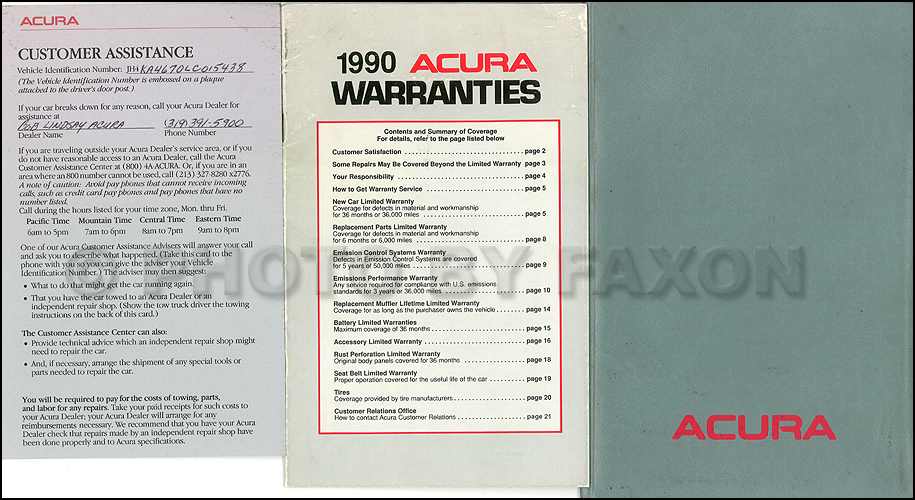 ACURA
CUSTOMER ASSISTANCE
Vehicle Identification Number: JH4KA4670LC015438
(The Vehicle Identification Number is embossed on a plaque
attached to the driver's door post.)
If your car breaks down for any reason, call your Acura Dealer for
assistance at
BOB LINDSAY ACURA (319) 391-5900
Dealer Name Phone Number
If you are traveling outside your Acura Dealer's service area, or if you
do not have reasonable access to an Acura Dealer, call the Acura
Customer Assistance Center at (800) 4A-ACURA. Or, if you are in an
area where an 800 number cannot be used, call (213) 327-8280 x2776.
A note of caution: Avoid pay phones that cannot receive incoming
calls, such as credit card pay phones and pay phones that have no
number listed.
Call during the hours listed for your time zone, Mon. thru Fri.
Pacific Time Mountain Time Central Time Eastern Time
6am to 5pm 7am to 6pm 8am to 7pm 9am to 8pm
One of our Acura Customer Assistance Advisers will answer your call
and ask you to describe what happened. (Take this card to the
phone with you so you can give the adviser your Vehicle
Identification Number.) The adviser may then suggest:
• What to do that might get the car running again.
• That you have the car towed to an Acura Dealer or an
independent repair shop. (Show the tow truck driver the towing
instructions on the back of this card.)
The Customer Assistance Center can also:
• Provide technical advice which an independent repair shop might
need to repair the car.
• And, if necessary, arrange the shipment of any special tools or
parts needed to repair the car.
You will be required to pay for the costs of towing, parts,
and labor for any repairs. Take your paid receipts for such costs to
your Acura Dealer; your Acura Dealer will arrange for any
reimbursements necessary. We recommend that you have your Acura
Dealer check that repairs made by an independent repair shop have
been done properly and to Acura specifications.
1990 ACURA
WARRANTIES
Contents and Summary of Coverage
For details, refer to the page listed below
Customer Satisfaction page 2
Some Repairs May Be Covered Beyond the Limited Warranty page 3
Your Responsibility page 4
How to Get Warranty Service page 5
New Car Limited Warranty
Coverage for defects in material and workmanship
for 36 months or 36,000 miles page 5
Replacement Parts Limited Warranty
Coverage for defects in material and workmanship
for 6 months or 6,000 miles page 8
Emission Control Systems Warranty
Defects in Emission Control Systems are covered
for 5 years of 50,000 miles page 9
Emissions Performance Warranty
Any service required for compliance with U.S. emissions
standards for 3 years or 36,000 miles page 10
Replacement Muffler Lifetime Limited Warranty
Coverage for as long as the purchaser owns the vehicle page 14
Battery Limited Warranties
Maximum coverage of 36 months page 15
Accessory Limited Warranty page 16
Rust Perforation Limited Warranty
Original body panels covered for 36 months page 18
Seat Belt Limited Warranty
Proper operation covered for the useful life of the car page 19
Tires
Coverage provided by tire manufacturers page 20
Customer Relations Office
How to contact Acura Customer Relations page 21
ACURA
PHOTO BY FAXON